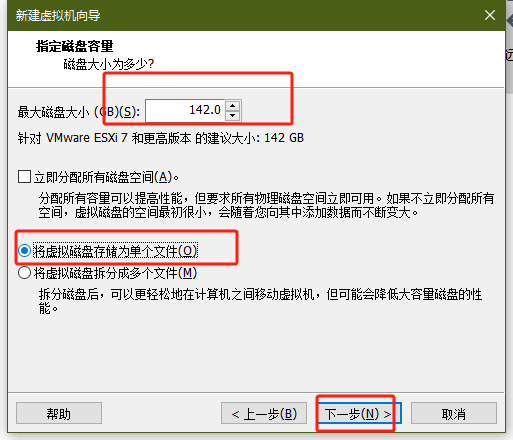 新建虚拟机向导
指定磁盘容量
磁盘大小为多少?
最大磁盘大小 (GB)(S): 142.0
针对 VMware ESXi 7 和更高版本 的建议大小: 142 GB
立即分配所有磁盘空间(A)。
分配所有容量可以提高性能，但要求所有物理磁盘空间立即可用。如果不立即分配所有
空间，虚拟磁盘的空间最初很小，会随着您向其中添加数据而不断变大。
将虚拟磁盘存储为单个文件(O)
将虚拟磁盘拆分成多个文件(M)
拆分磁盘后，可以更轻松地在计算机之间移动虚拟机，但可能会降低大容量磁盘的性
能。
帮助 < 上一步(B) 下一步(N) > 取消